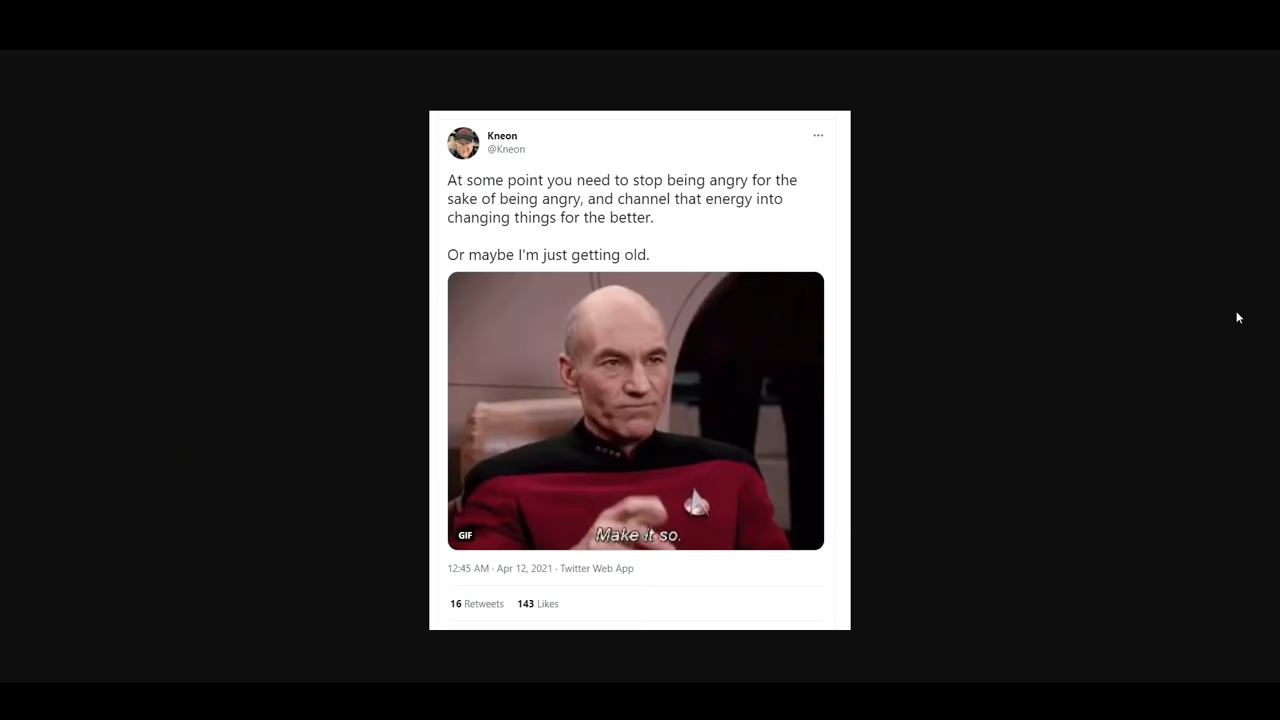 Kneon
@Kneon
At some point you need to stop being angry for the
sake of being angry, and channel that energy into
changing things for the better.
Or maybe I'm just getting old.
Make it so.
GIF
12:45 AM · Apr 12, 2021 · Twitter Web App
16 Retweets 143 Likes